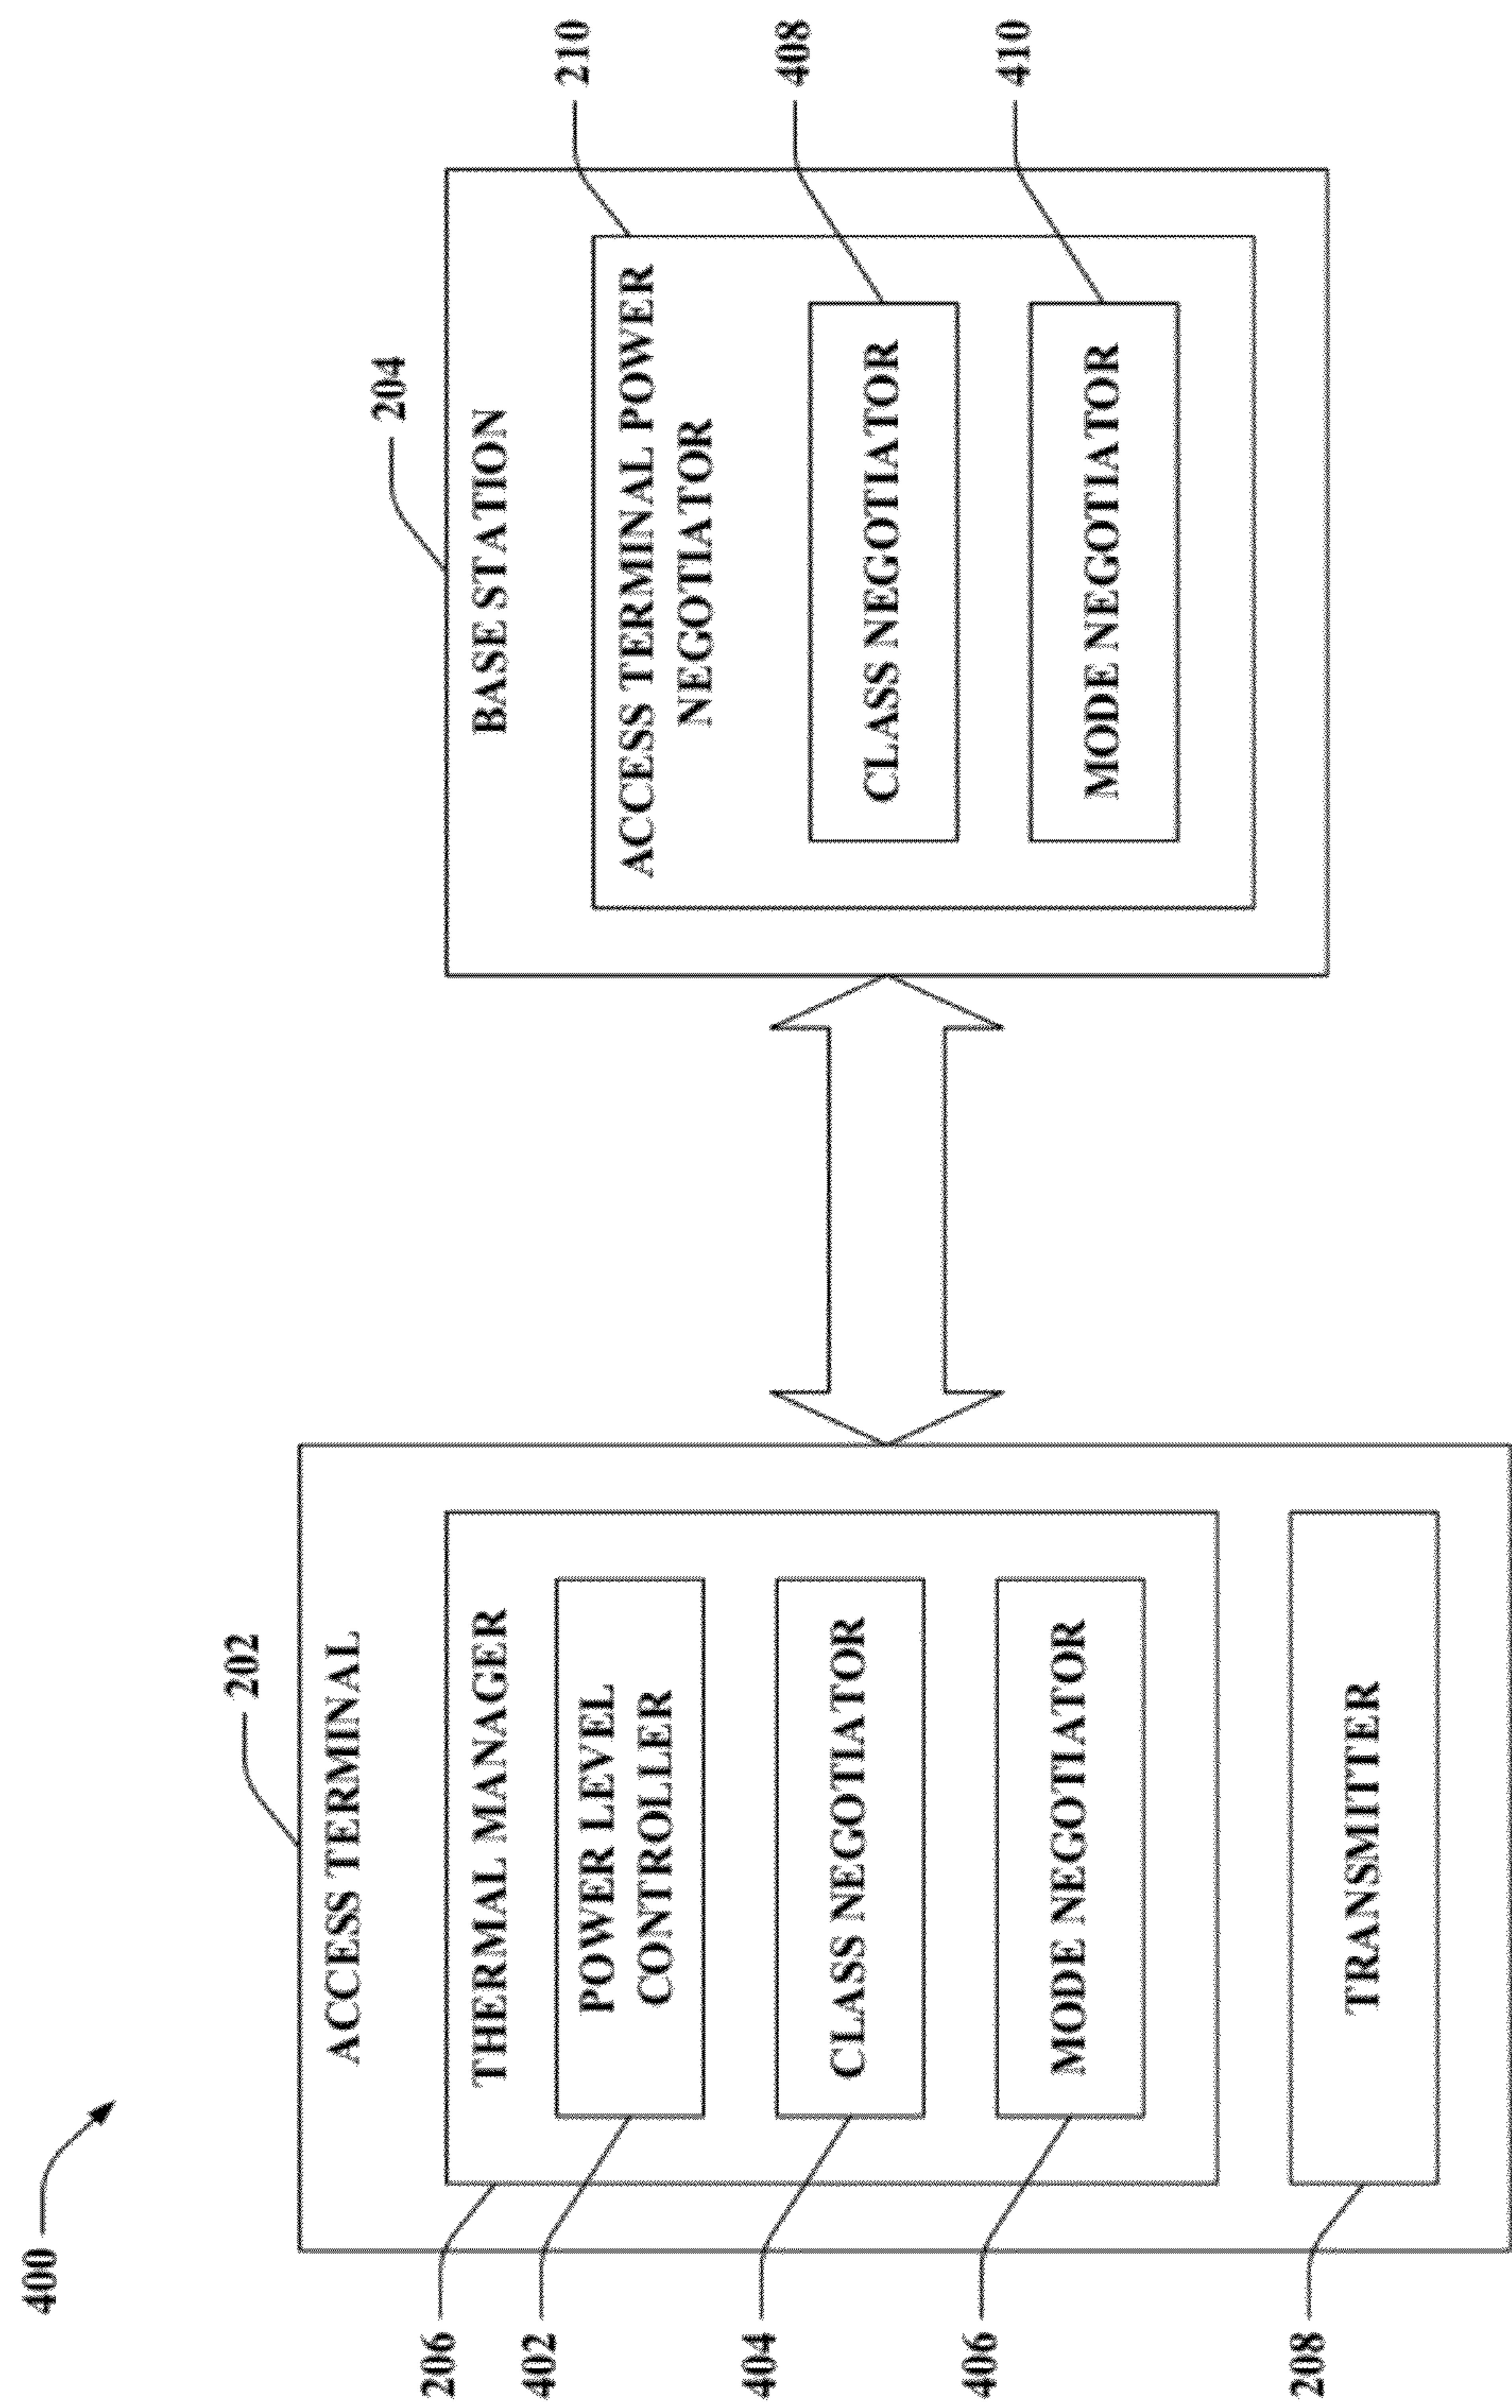 400
202
ACCESS TERMINAL
206
THERMAL MANAGER
402
POWER LEVEL
CONTROLLER
404
CLASS NEGOTIATOR
406
MODE NEGOTIATOR
208
TRANSMITTER
204
BASE STATION
210
ACCESS TERMINAL POWER
NEGOTIATOR
408
CLASS NEGOTIATOR
410
MODE NEGOTIATOR